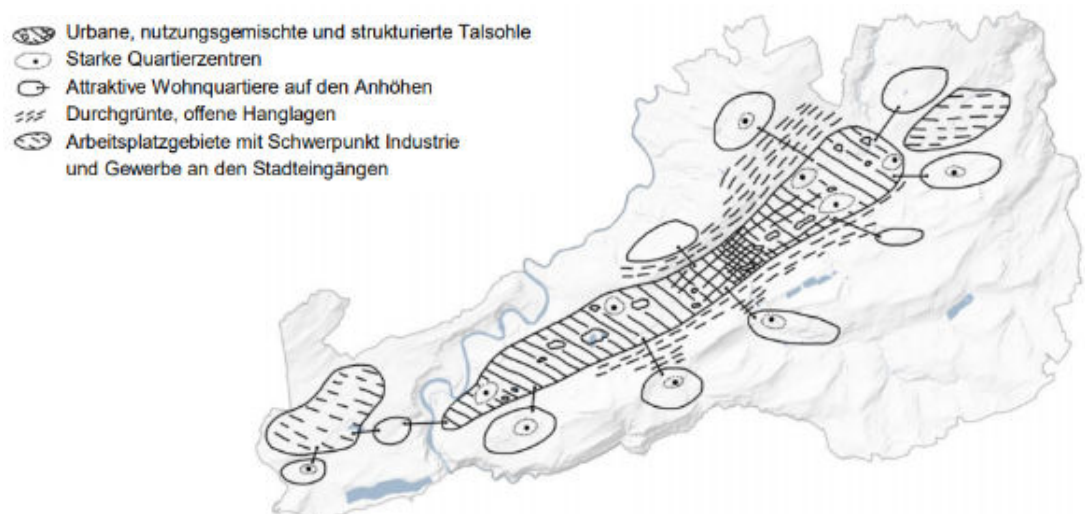 Urbane, nutzungsgemischte und strukturierte Talsohle
Starke Quartierzentren
Attraktive Wohnquartiere auf den Anhöhen
Durchgrünte, offene Hanglagen
Arbeitsplatzgebiete mit Schwerpunkt Industrie
und Gewerbe an den Stadteingängen